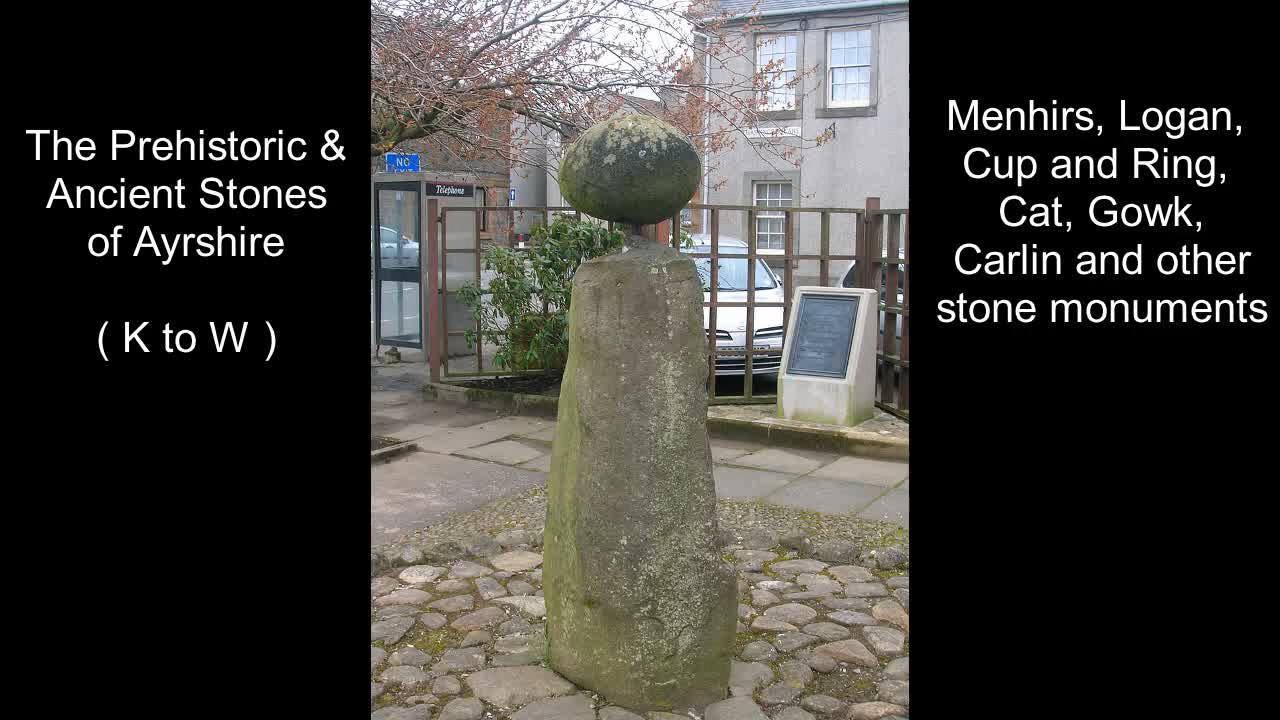 The Prehistoric &
Ancient Stones
of Ayrshire
( K to W )
Menhirs, Logan,
Cup and Ring,
Cat, Gowk,
Carlin and other
stone monuments
NO
Telephone